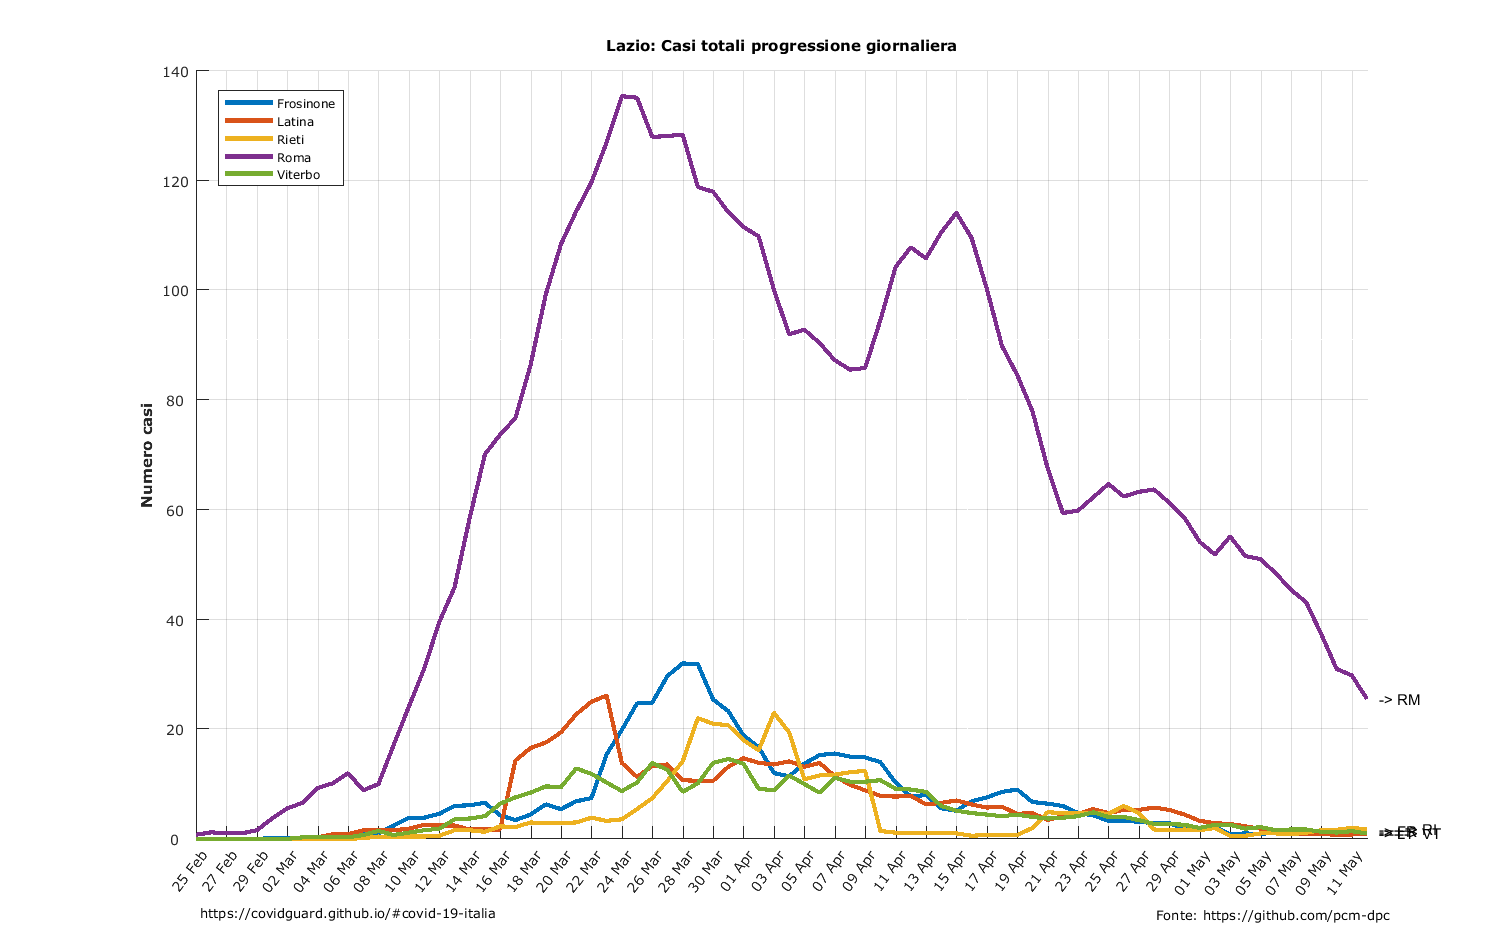 Lazio: Casi totali progressione giornaliera
Numero casi
140
120
100
80
60
40
20
0
Frosinone
Latina
Rieti
Roma
Viterbo
-> RM
25 Feb
27 Feb
29 Feb
02 Mar
04 Mar
06 Mar
08 Mar
10 Mar
12 Mar
14 Mar
16 Mar
18 Mar
20 Mar
22 Mar
24 Mar
26 Mar
28 Mar
30 Mar
01 Apr
03 Apr
05 Apr
07 Apr
09 Apr
11 Apr
13 Apr
15 Apr
17 Apr
19 Apr
21 Apr
23 Apr
25 Apr
27 Apr
29 Apr
01 May
03 May
05 May
07 May
09 May
11 May
https://covidguard.github.io/#covid-19-italia
Fonte: https://github.com/pcm-dpc